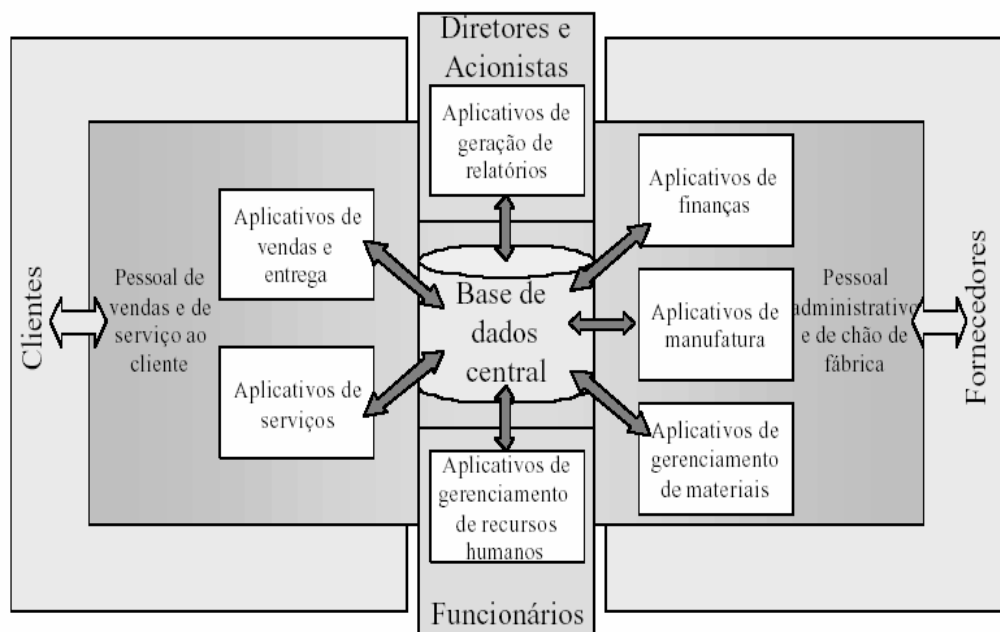 Diretores e
Acionistas
Aplicativos de
geração de
relatórios
Aplicativos de
vendas e
entrega
Aplicativos de
finanças
Clientes
Pessoal de
vendas e de
serviço ao
cliente
Base de
dados
central
Aplicativos de
manufatura
Pessoal
administrativo
e de chão de
fábrica
Fornecedores
Aplicativos de
serviços
Aplicativos de
gerenciamento
de materiais
Aplicativos de
gerenciamento
de recursos
humanos
Funcionários